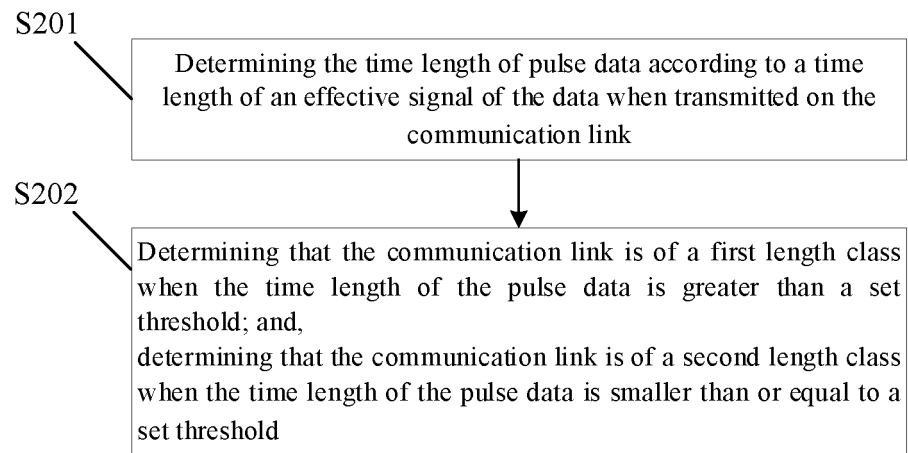 S201
Determining the time length of pulse data according to a time
length of an effective signal of the data when transmitted on the
communication link
S202
Determining that the communication link is of a first length class
when the time length of the pulse data is greater than a set
threshold; and,
determining that the communication link is of a second length class
when the time length of the pulse data is smaller than or equal to a
set threshold